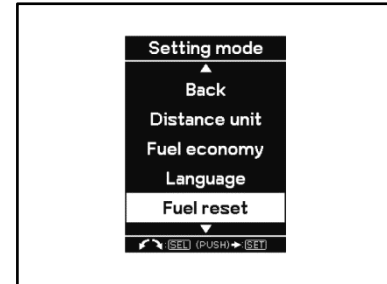 Setting mode
Back
Distance unit
Fuel economy
Language
Fuel reset
:SEL (PUSH)➔:SET